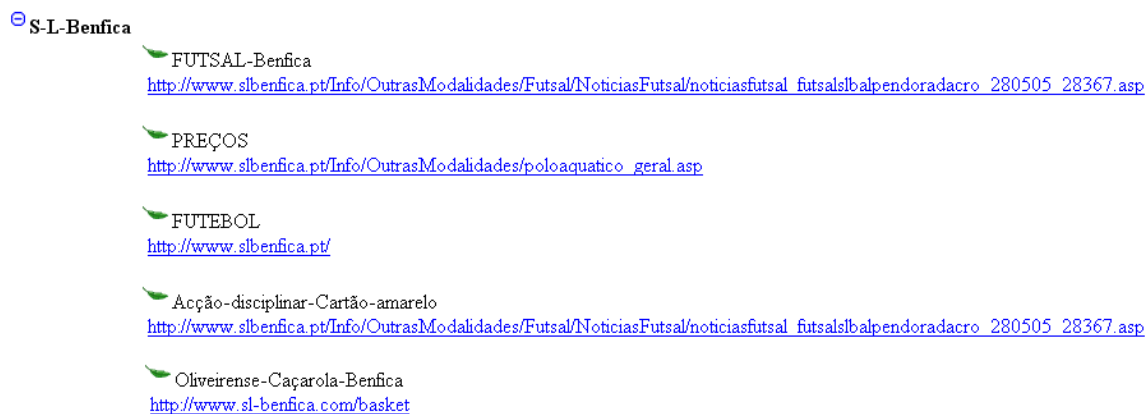 S-L-Benfica
FUTSAL-Benfica
http://www.slbenfica.pt/Info/OutrasModalidades/Futsal/NoticiasFutsal/noticiasfutsal_futsalslbalpendoradacro_280505_28367.asp
PREÇOS
http://www.slbenfica.pt/Info/OutrasModalidades/poloaquatico_geral.asp
FUTEBOL
http://www.slbenfica.pt/
Acção-disciplinar-Cartão-amarelo
http://www.slbenfica.pt/Info/OutrasModalidades/Futsal/NoticiasFutsal/noticiasfutsal_futsalslbalpendoradacro_280505_28367.asp
Oliveirense-Caçarola-Benfica
http://www.sl-benfica.com/basket